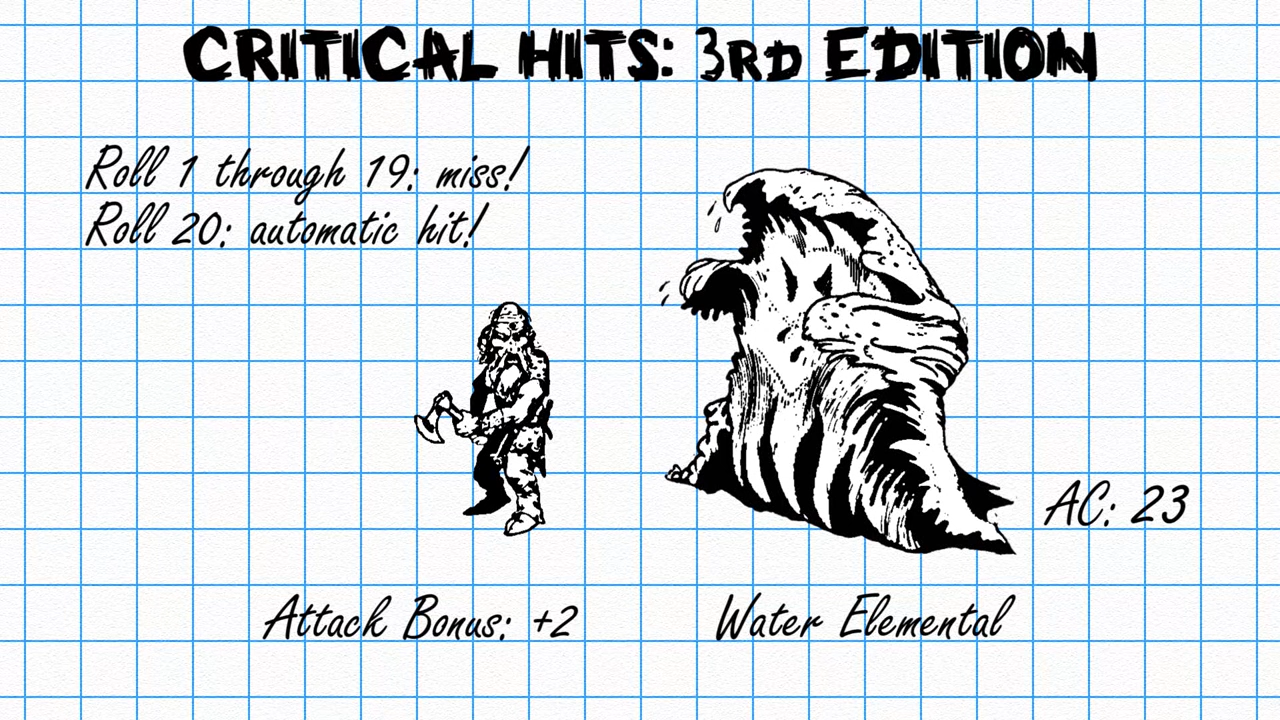 CRITICAL HITS: 3RD EDITION
Roll 1 through 19: miss!
Roll 20: automatic hit!
AC: 23
Attack Bonus: +2
Water Elemental